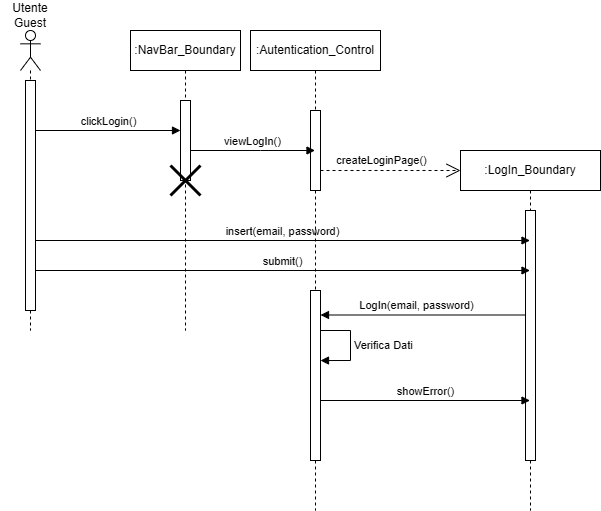 Utente
Guest
:NavBar_Boundary
:Autentication_Control
clickLogin()
viewLogIn()
createLoginPage()
:LogIn_Boundary
insert(email, password)
submit()
LogIn(email, password)
Verifica Dati
showError()